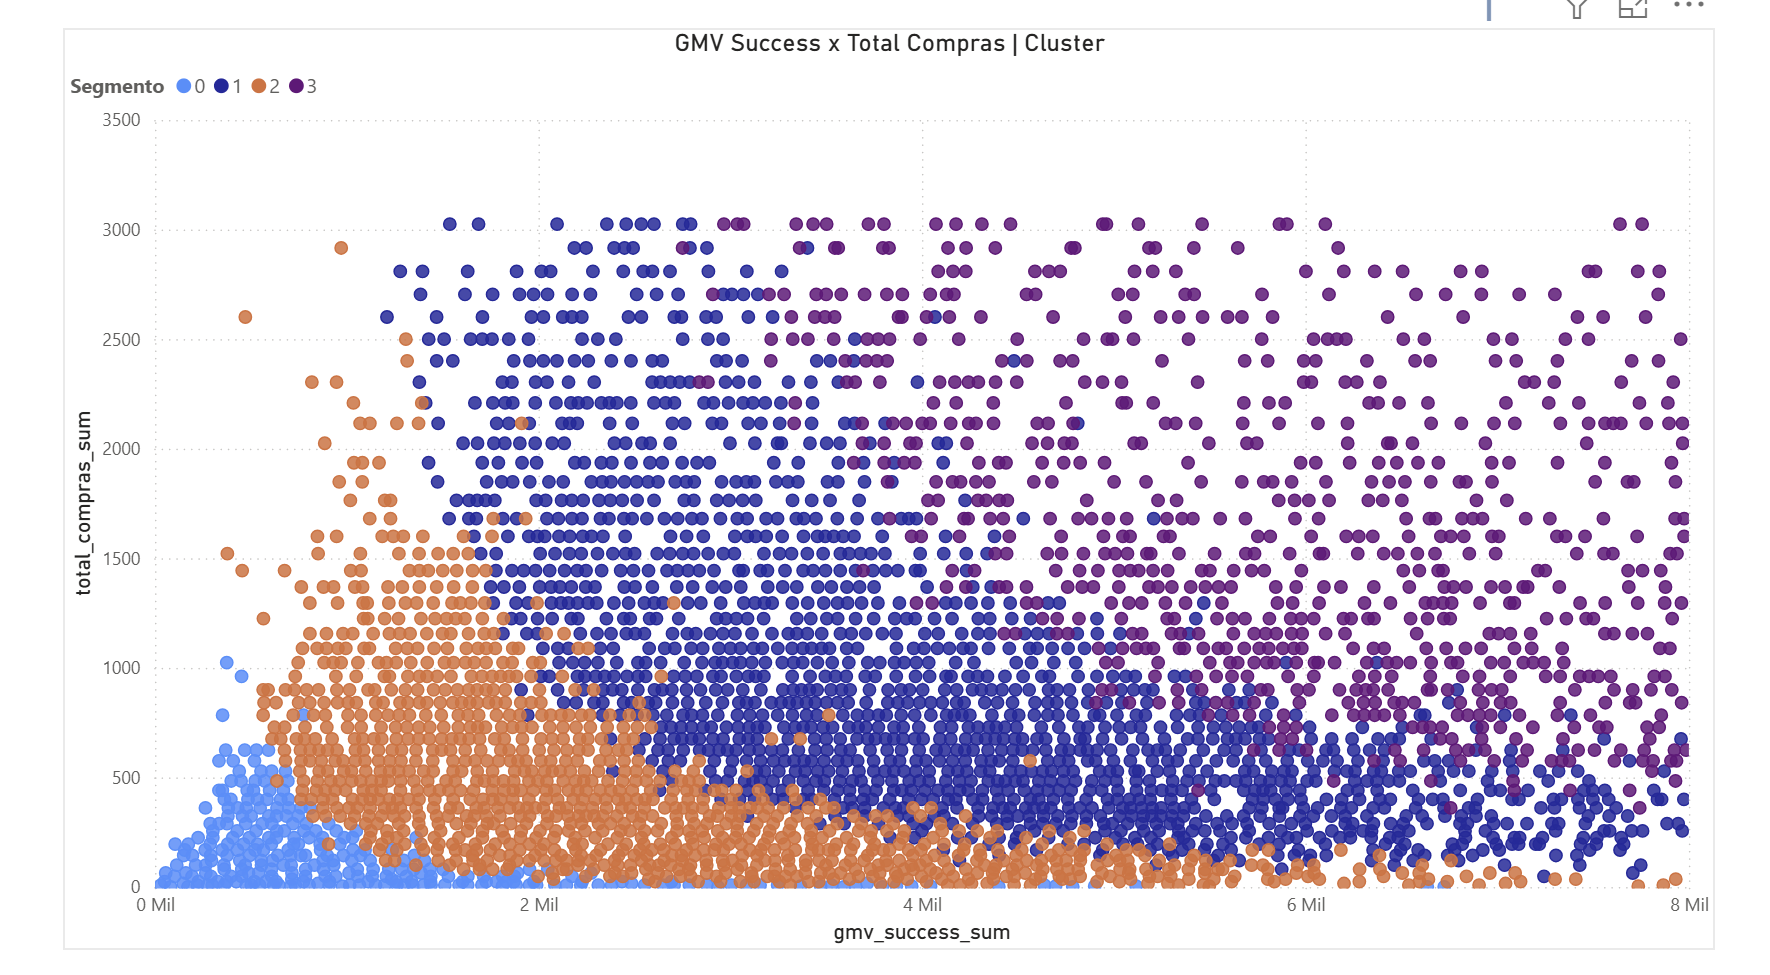 GMV Success x Total Compras | Cluster
Segmento 0 1 2 3
3500
3000
2500
2000
1500
1000
500
0
total_compras_sum
0 Mil 2 Mil 4 Mil 6 Mil 8 Mil
gmv_success_sum